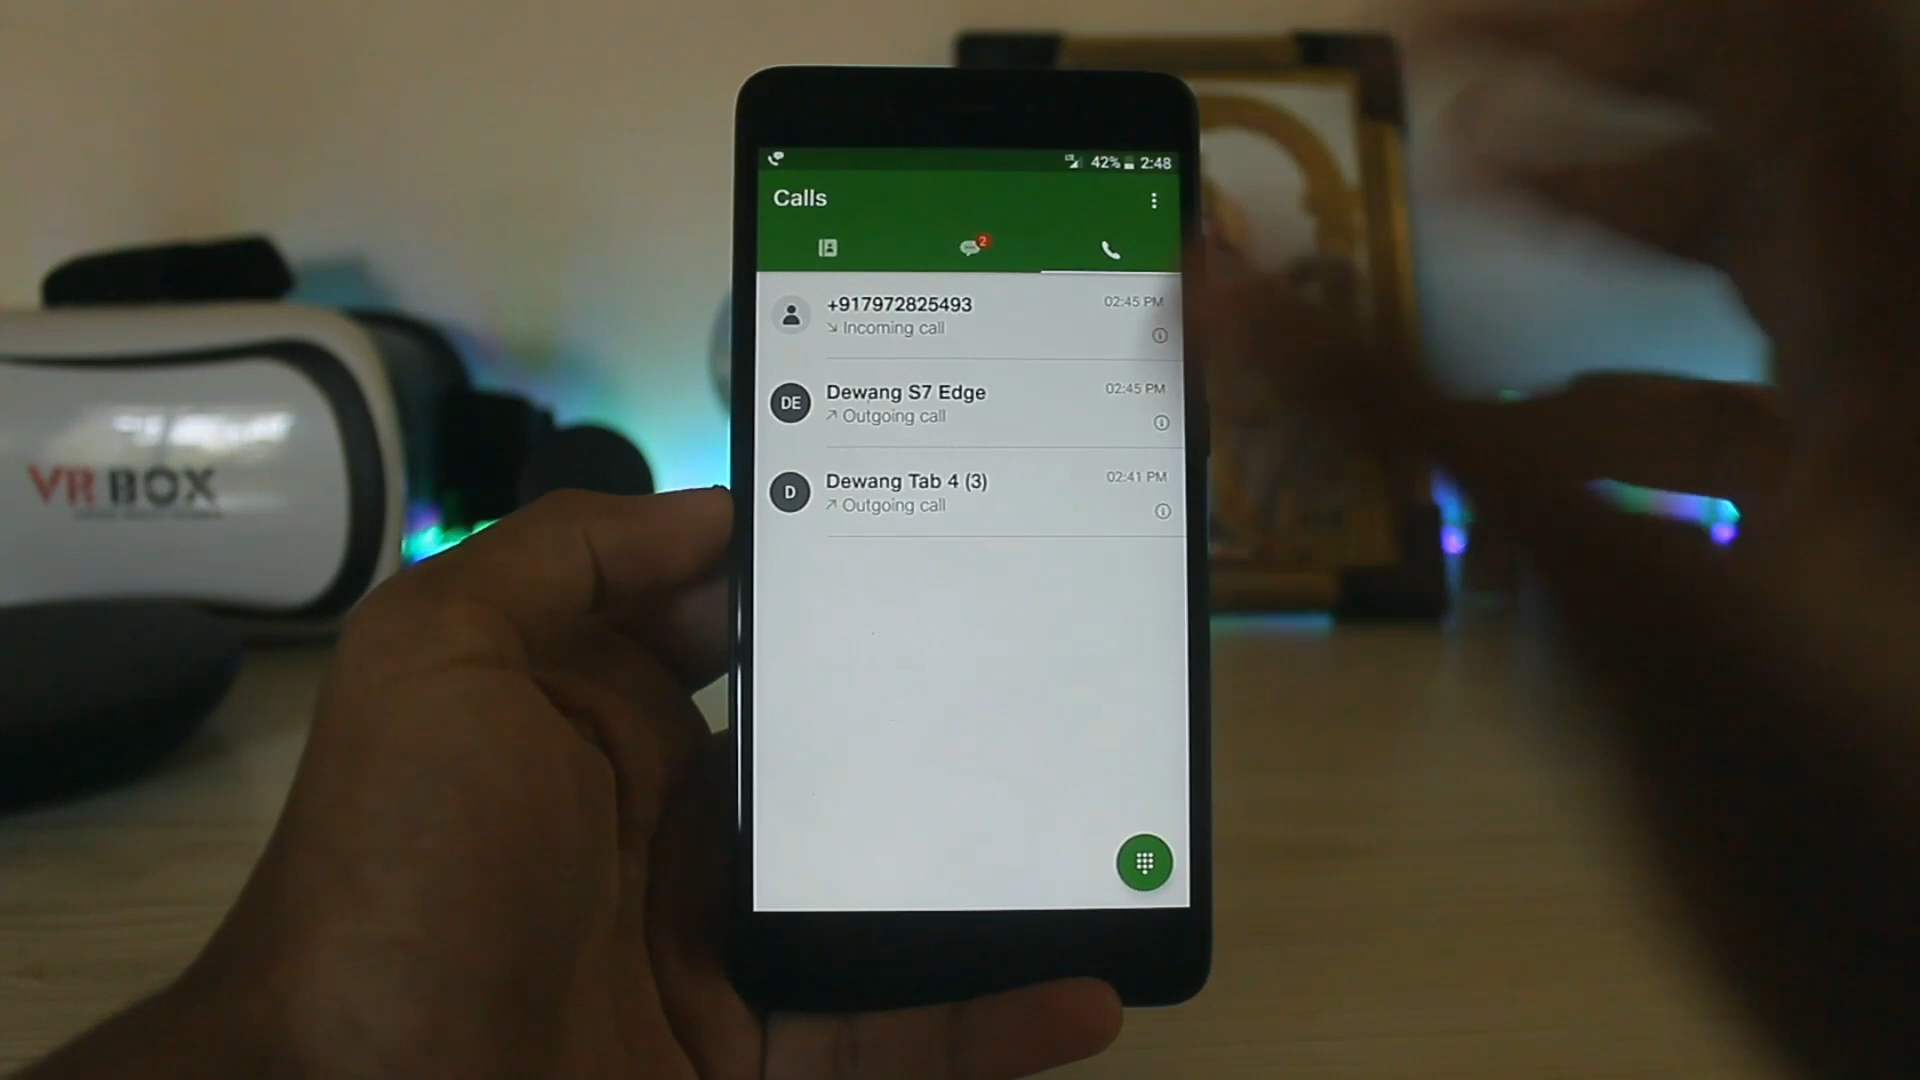 42% 2:48
Calls
2
+917972825493 02:45 PM
Incoming call
DE Dewang S7 Edge 02:45 PM
Outgoing call
D Dewang Tab 4 (3) 02:41 PM
Outgoing call
VR BOX